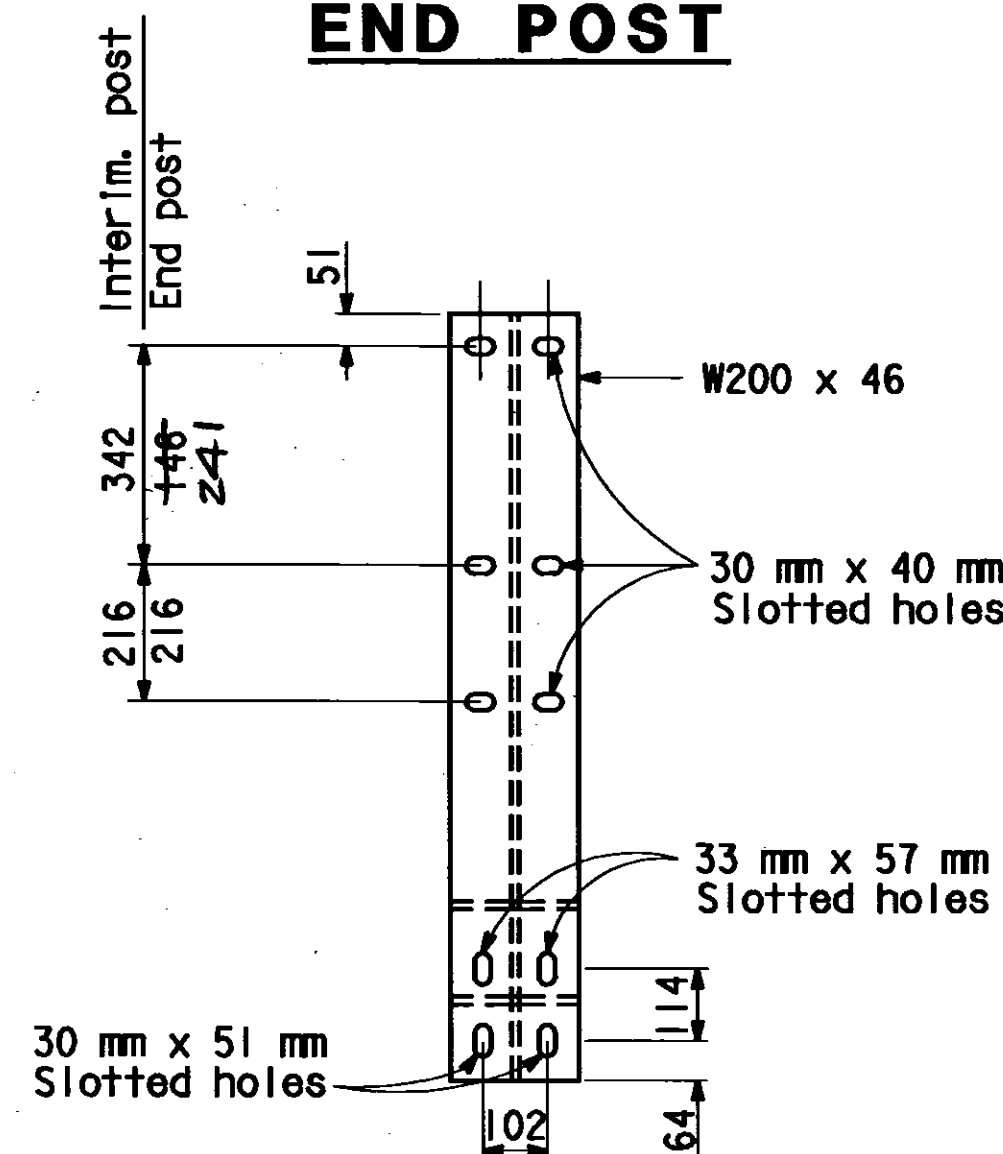 END POST
Interim. post
End post
51
W200 x 46
342
146
241
30 mm x 40 mm
Slotted holes
216
216
33 mm x 57 mm
Slotted holes
114
30 mm x 51 mm
Slotted holes
102
64